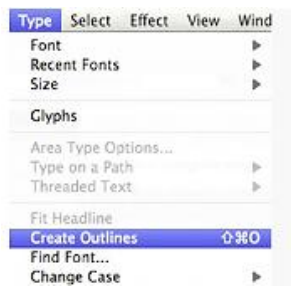 Type Select Effect View Wind
Font
Recent Fonts
Size
Glyphs
Area Type Options...
Type on a Path
Threaded Text
Fit Headline
Create Outlines ⇧⌘O
Find Font...
Change Case